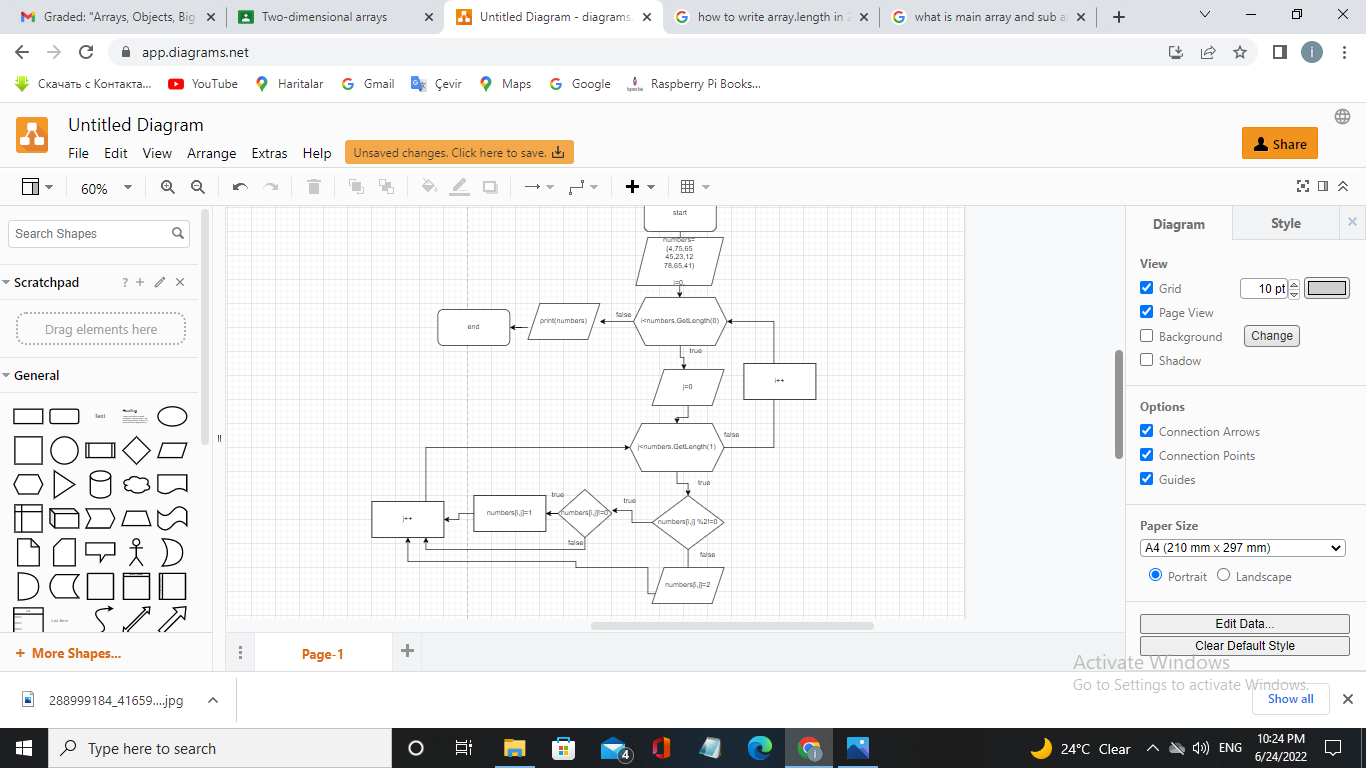 Graded: "Arrays, Objects, Big
Two-dimensional arrays
Untitled Diagram - diagrams.
how to write array.length in 2
what is main array and sub a
app.diagrams.net
i
Скачать с Контакта...
YouTube
Haritalar
Gmail
Çevir
Maps
Google
Raspberry Pi Books...
Untitled Diagram
File Edit View Arrange Extras Help
Unsaved changes. Click here to save.
Share
60%
Search Shapes
Scratchpad
? + ✕
Drag elements here
General
Text
Heading
List Item
+ More Shapes...
start
numbers=
{4,75,65
45,23,12
78,65,41}
i=0,
i<numbers.GetLength(0)
false
print(numbers)
end
true
j=0
i++
j<numbers.GetLength(1)
false
true
numbers[i,j] %2!=0
true
numbers[i,j]!=0
true
numbers[i,j]=1
j++
false
false
numbers[i,j]=2
Page-1
Diagram
Style
View
Grid
10 pt
Page View
Background
Change
Shadow
Options
Connection Arrows
Connection Points
Guides
Paper Size
A4 (210 mm x 297 mm)
Portrait
Landscape
Edit Data...
Clear Default Style
Activate Windows
Go to Settings to activate Windows.
288999184_41659....jpg
Show all
Type here to search
4
i
24°C Clear
ENG
10:24 PM
6/24/2022